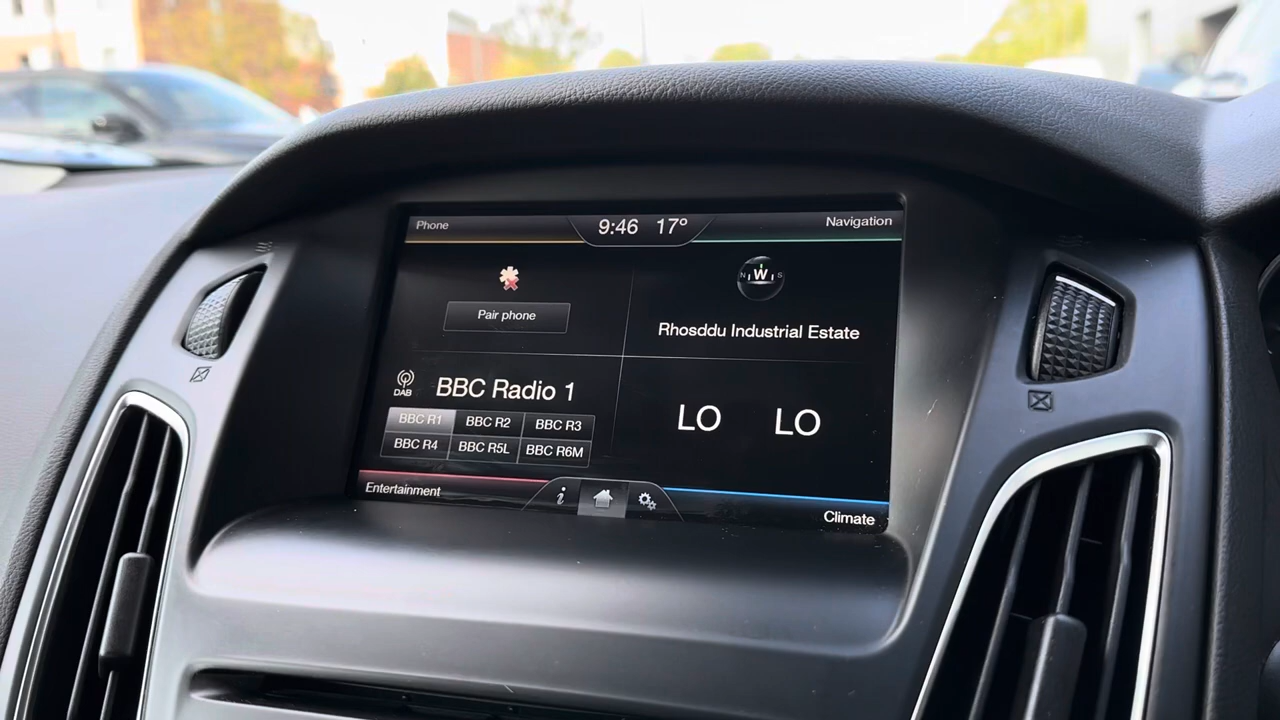 Phone
9:46 17°
Navigation
Pair phone
N W S
Rhosddu Industrial Estate
DAB
BBC Radio 1
BBC R1 BBC R2 BBC R3
BBC R4 BBC R5L BBC R6M
LO LO
Entertainment
i
Climate